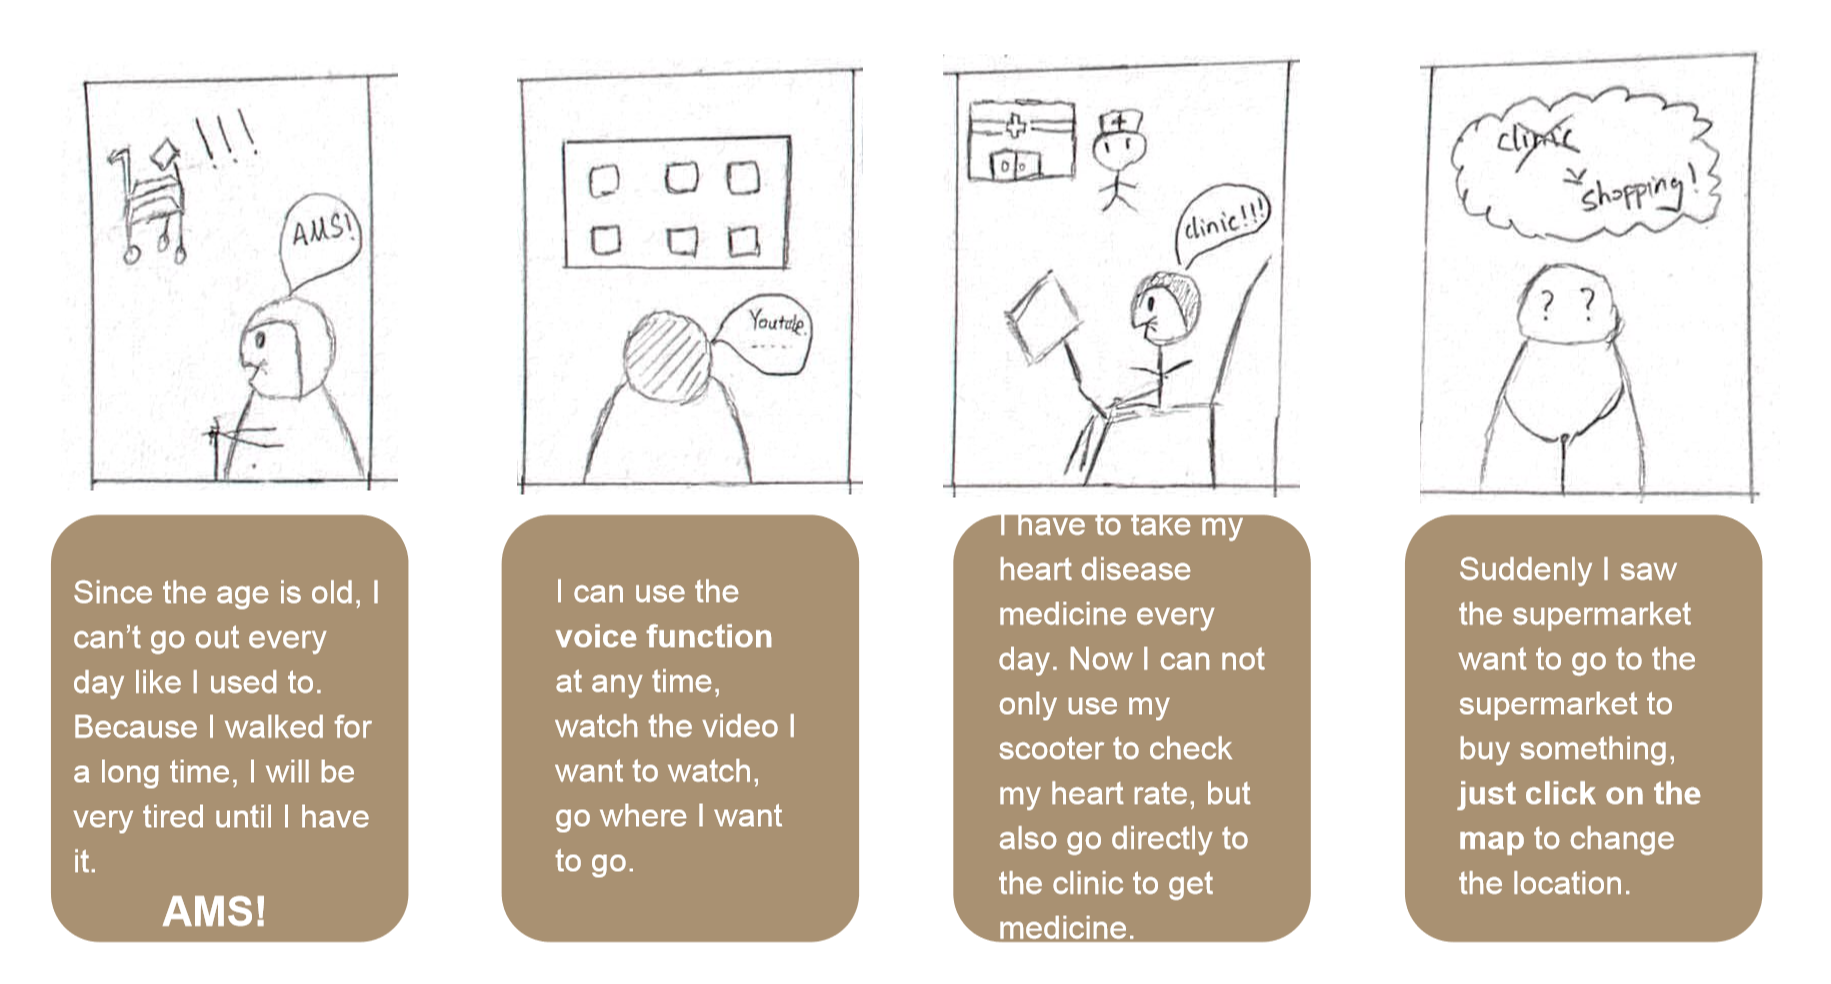 !!!
AMS!
Youtube
clinic!!!
clinic
shopping!
? ?
Since the age is old, I
can't go out every
day like I used to.
Because I walked for
a long time, I will be
very tired until I have
it.
AMS!
I can use the
voice function
at any time,
watch the video I
want to watch,
go where I want
to go.
I have to take my
heart disease
medicine every
day. Now I can not
only use my
scooter to check
my heart rate, but
also go directly to
the clinic to get
medicine.
Suddenly I saw
the supermarket
want to go to the
supermarket to
buy something,
just click on the
map to change
the location.